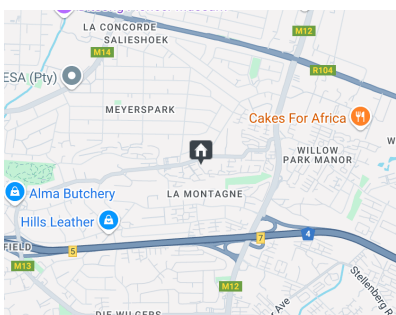 LA CONCORDE
SALIESHOEK
M12
M14
R104
ESA (Pty)
MEYERSPARK
Cakes For Africa
WILLOW
PARK MANOR
W
Alma Butchery
LA MONTAGNE
Hills Leather
FIELD
5
7
4
M13
M12
Stellenberg R
Ave
DIE WILGERS